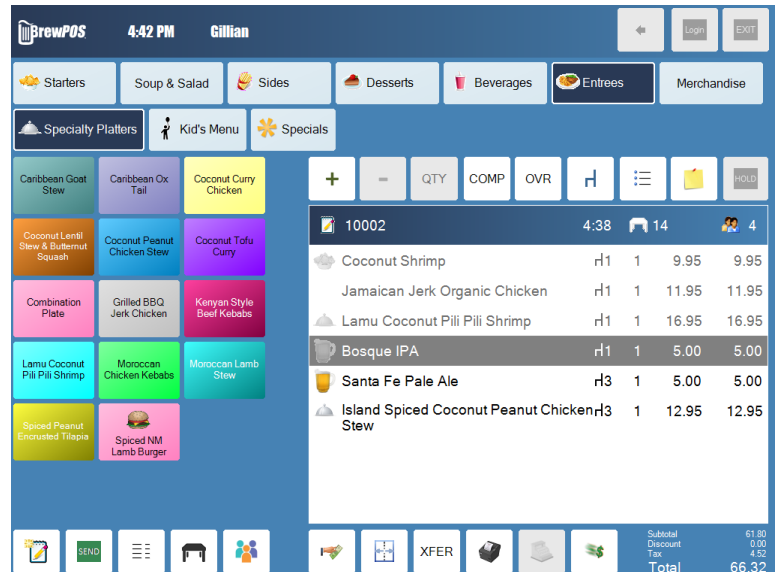 BrewPOS 4:42 PM Gillian Login EXIT
Starters Soup & Salad Sides Desserts Beverages Entrees Merchandise
Specialty Platters Kid's Menu Specials
Caribbean Goat
Stew
Caribbean Ox
Tail
Coconut Curry
Chicken
+ - QTY COMP OVR HOLD
Coconut Lentil
Stew & Butternut
Squash
Coconut Peanut
Chicken Stew
Coconut Tofu
Curry
Combination
Plate
Grilled BBQ
Jerk Chicken
Kenyan Style
Beef Kebabs
Lamu Coconut
Pili Pili Shrimp
Moroccan
Chicken Kebabs
Moroccan Lamb
Stew
Spiced Peanut
Encrusted Tilapia
Spiced NM
Lamb Burger
10002 4:38 14 4
Coconut Shrimp 1 1 9.95 9.95
Jamaican Jerk Organic Chicken 1 1 11.95 11.95
Lamu Coconut Pili Pili Shrimp 1 1 16.95 16.95
Bosque IPA 1 1 5.00 5.00
Santa Fe Pale Ale 3 1 5.00 5.00
Island Spiced Coconut Peanut Chicken 3 1 12.95 12.95
Stew
SEND XFER
Subtotal 61.80
Discount 0.00
Tax 4.52
Total 66.32